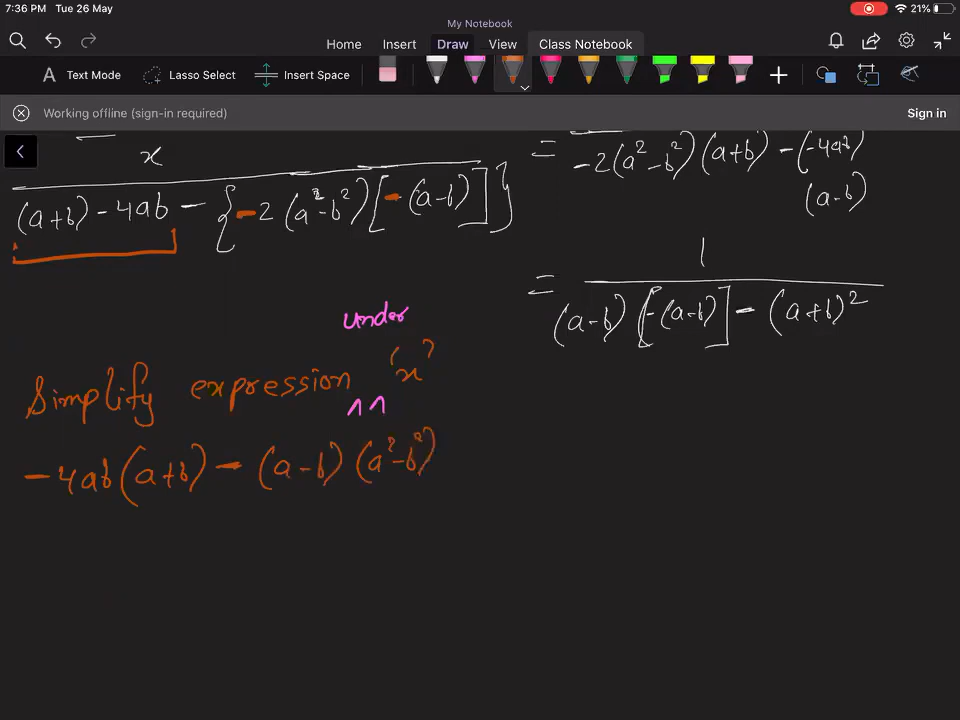 7:36 PM Tue 26 May
21%
My Notebook
Home Insert Draw View Class Notebook
Text Mode Lasso Select Insert Space
Working offline (sign-in required) Sign in
x
(a+b) - 4ab - {-2 (a²-b²) [-(a-b)]}
= -2(a²-b²) (a+b) - (-4ab)
(a-b)
= 1
(a-b) [-(a-b)] - (a+b)²
under
Simplify expression 'x'
-4ab (a+b) - (a-b) (a²-b²)